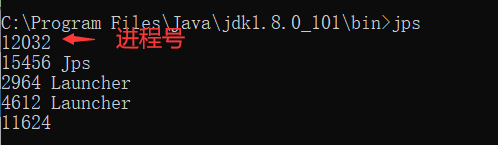 C:\Program Files\Java\jdk1.8.0_101\bin>jps
12032 进程号
15456 Jps
2964 Launcher
4612 Launcher
11624